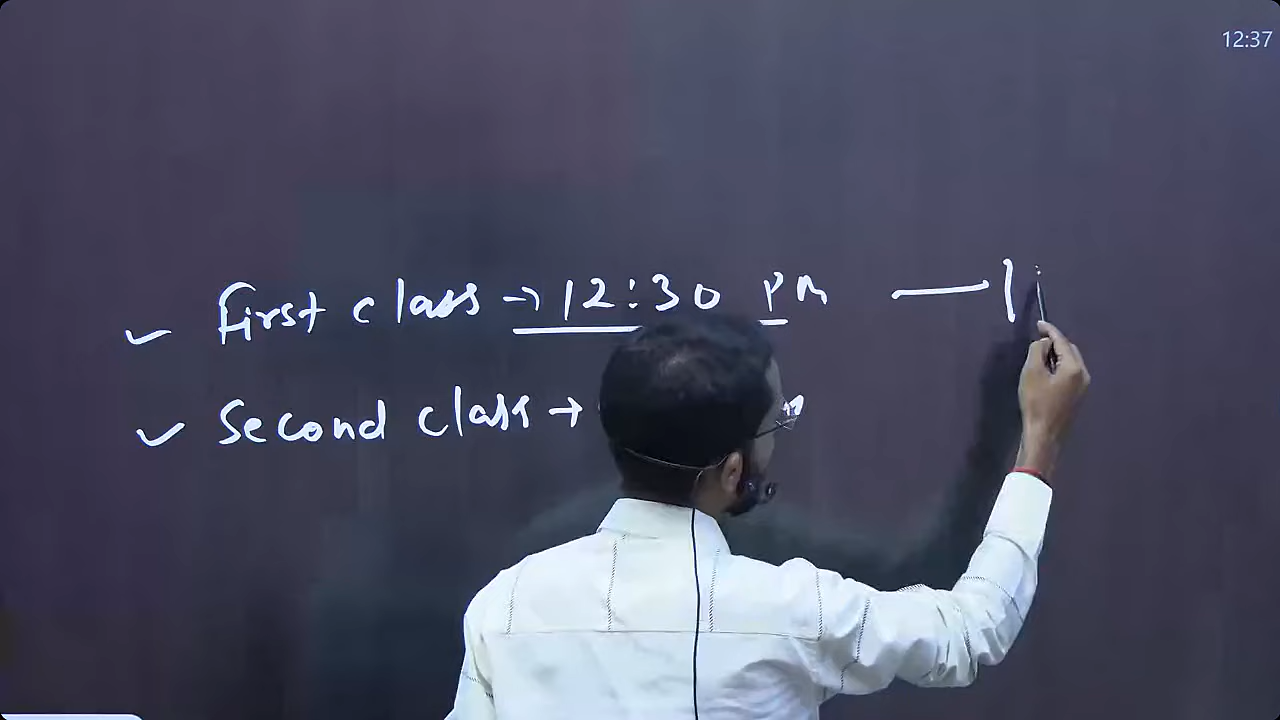 12:37
First class → 12:30 PM — 1:
Second class →